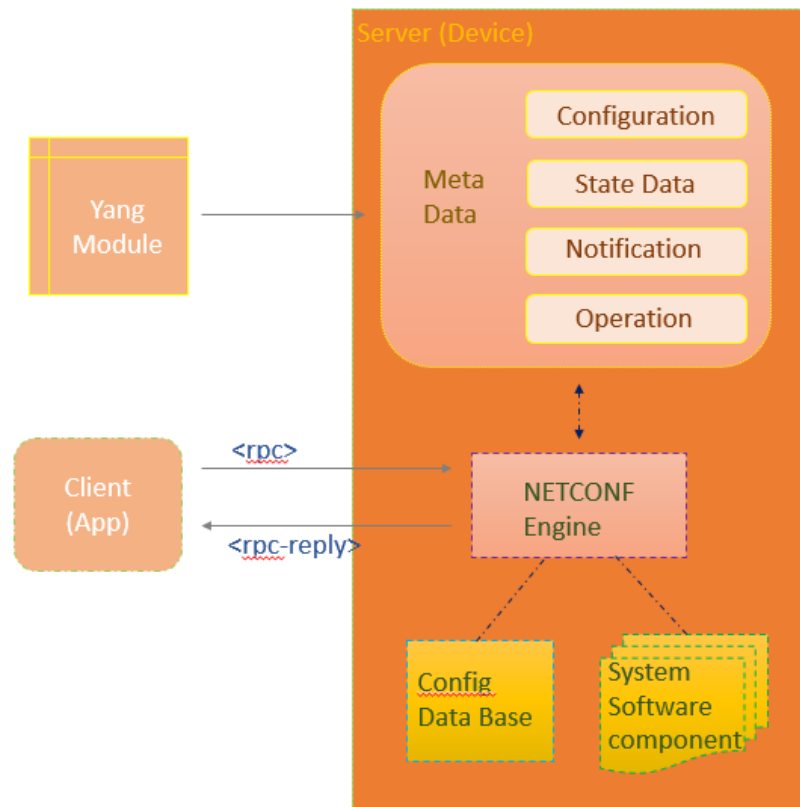 Server (Device)
Configuration
Meta
Data
State Data
Notification
Operation
Yang
Module
<rpc>
Client
(App)
<rpc-reply>
NETCONF
Engine
Config
Data Base
System
Software
component